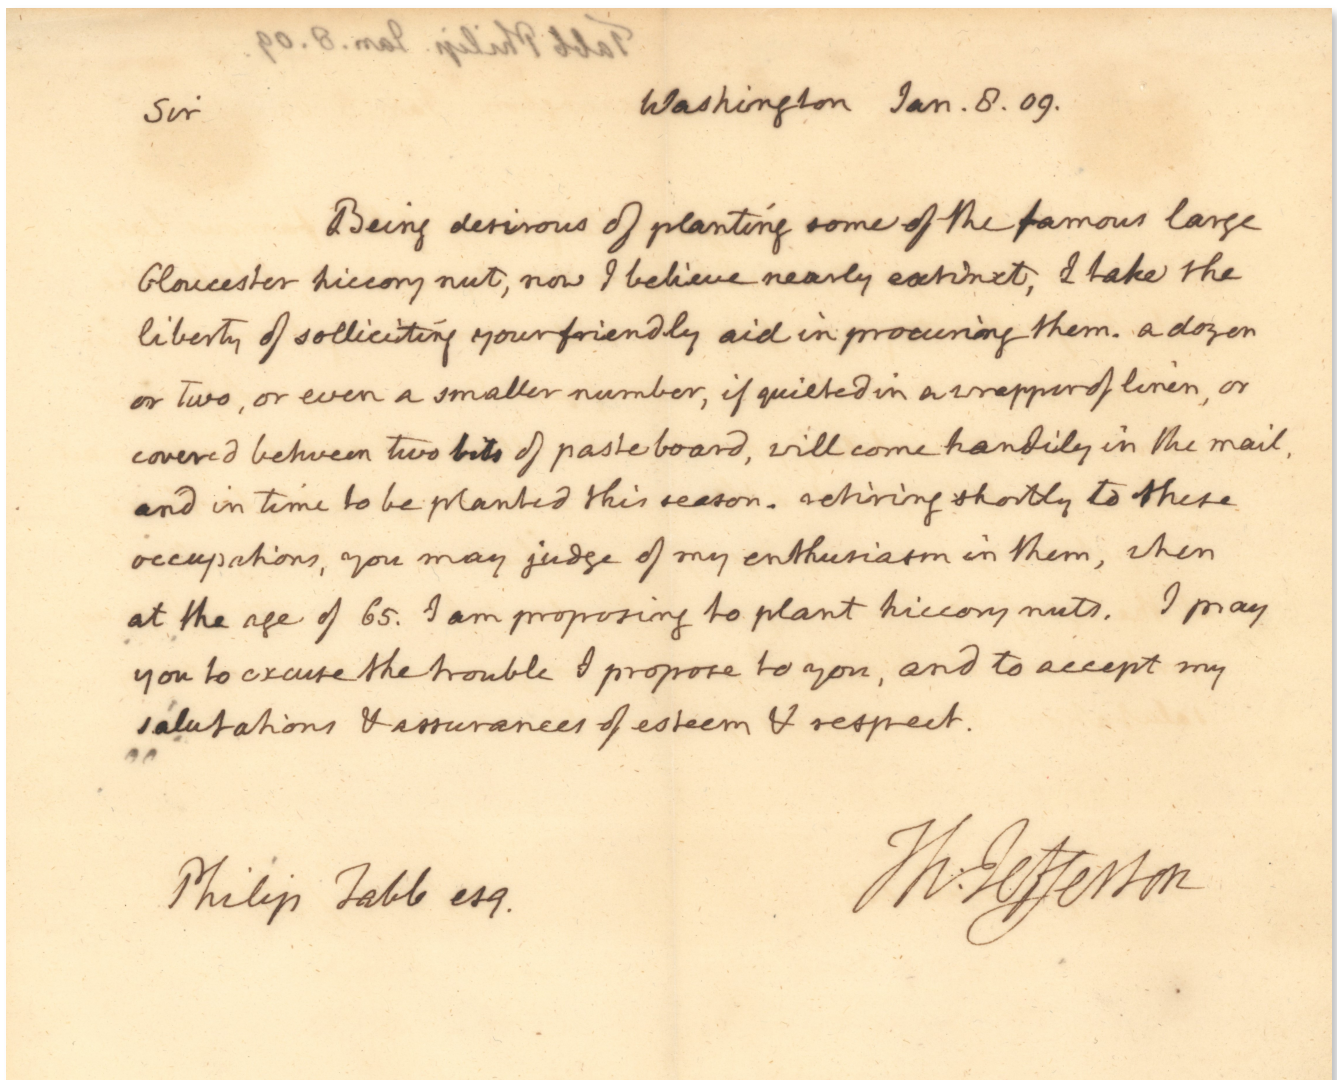 Tabb Philip Jan. 8. 09.
Sir Washington Jan. 8. 09.
Being desirous of planting some of the famous large
Gloucester hiccory nut, now I believe nearly extinct, I take the
liberty of solliciting your friendly aid in procuring them. a dozen
or two, or even a smaller number, if quilted in a wrapper of linen, or
covered between two bits of paste board, will come handily in the mail,
and in time to be planted this season. retiring shortly to these
occupations, you may judge of my enthusiasm in them, when
at the age of 65. I am proposing to plant hiccory nuts. I pray
you to excuse the trouble I propose to you, and to accept my
salutations & assurances of esteem & respect.
Th: Jefferson
Philip Tabb esq.